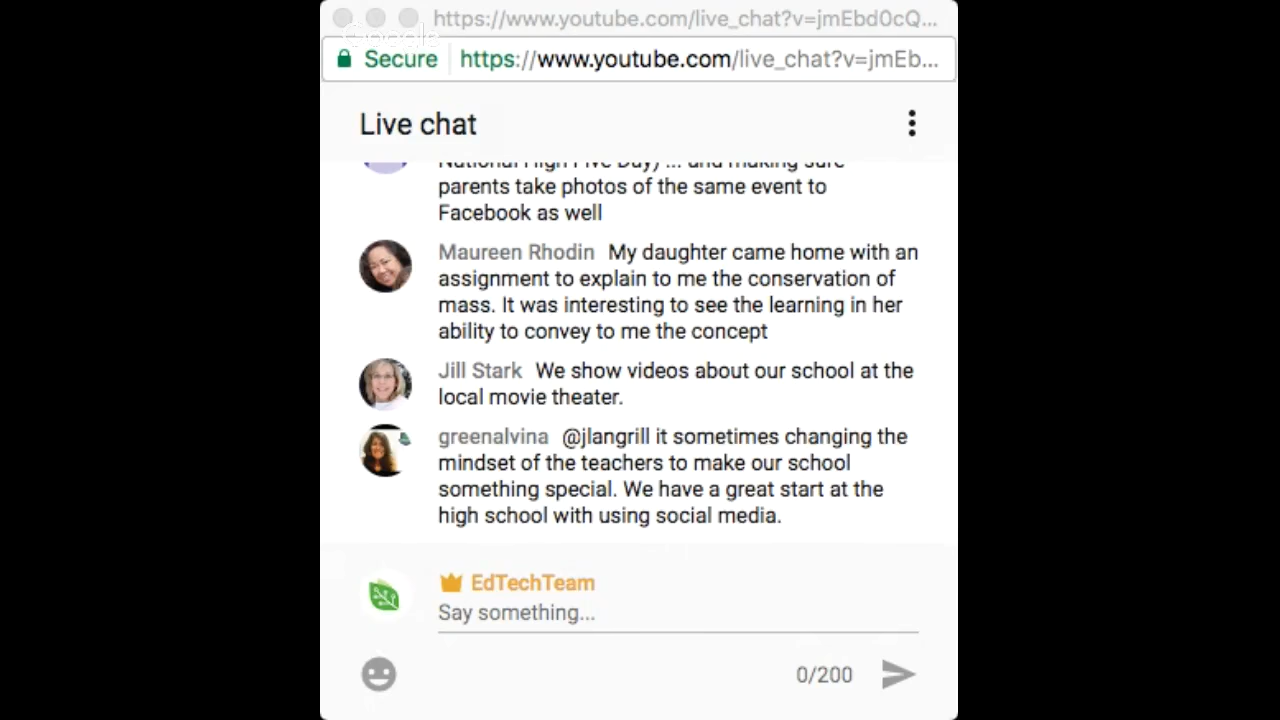 https://www.youtube.com/live_chat?v=jmEbd0cQ...
Google
Secure https://www.youtube.com/live_chat?v=jmEb...
Live chat
National High Five Day) ... and making sure
parents take photos of the same event to
Facebook as well
Maureen Rhodin My daughter came home with an
assignment to explain to me the conservation of
mass. It was interesting to see the learning in her
ability to convey to me the concept
Jill Stark We show videos about our school at the
local movie theater.
greenalvina @jlangrill it sometimes changing the
mindset of the teachers to make our school
something special. We have a great start at the
high school with using social media.
EdTechTeam
Say something...
0/200